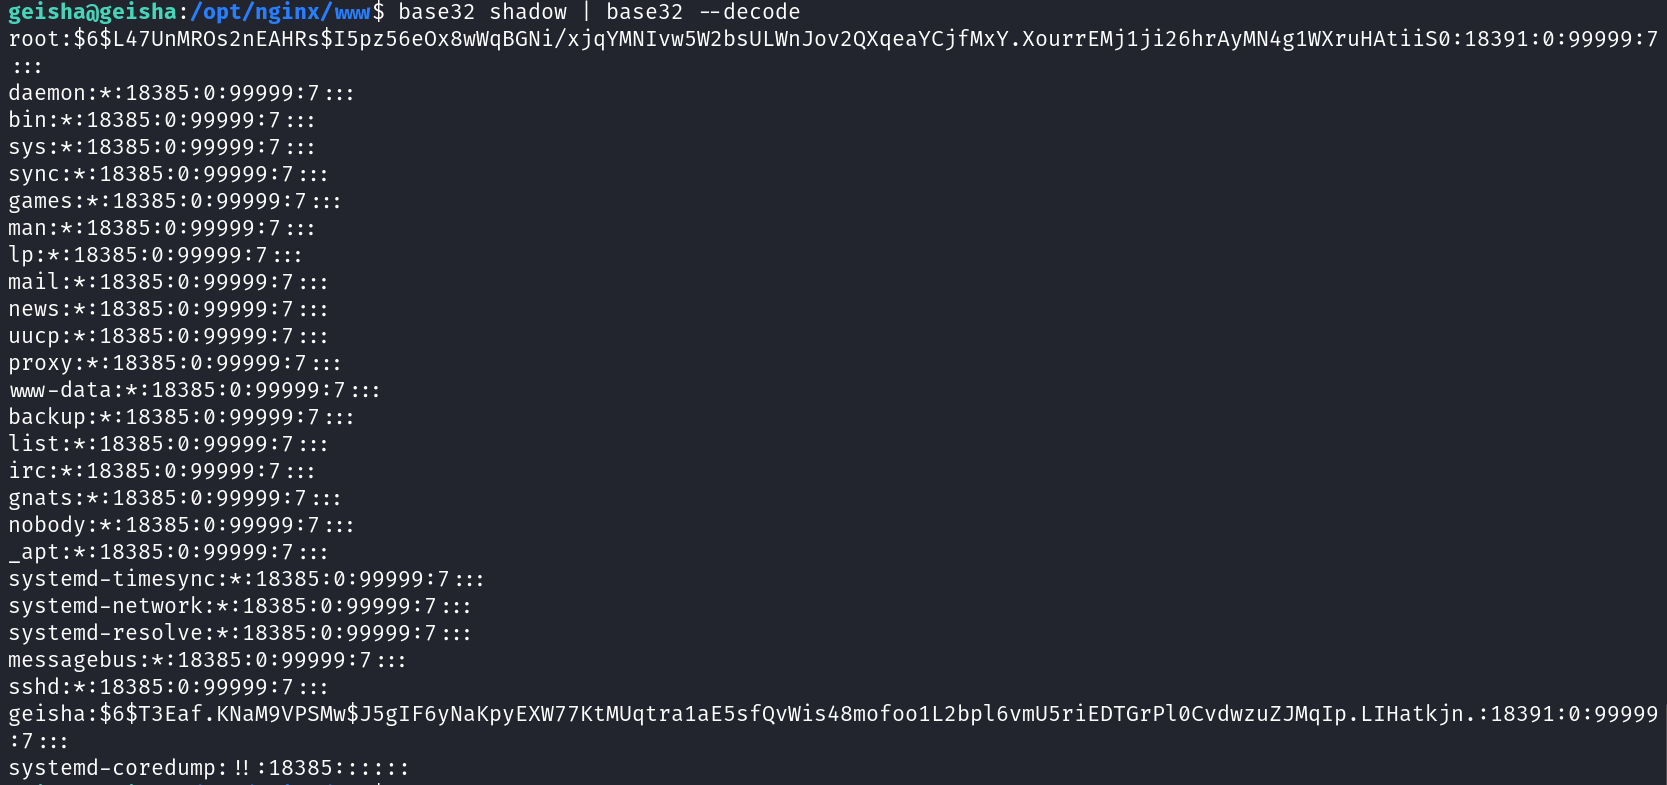 geisha@geisha:/opt/nginx/www$ base32 shadow | base32 --decode
root:$6$L47UnMROs2nEAHRs$I5pz56eOx8wWqBGNi/xjqYMNIvw5W2bsULWnJov2QXqeaYCjfMxY.XourrEMj1ji26hrAyMN4g1WXruHAtiiS0:18391:0:99999:7
:::
daemon:*:18385:0:99999:7:::
bin:*:18385:0:99999:7:::
sys:*:18385:0:99999:7:::
sync:*:18385:0:99999:7:::
games:*:18385:0:99999:7:::
man:*:18385:0:99999:7:::
lp:*:18385:0:99999:7:::
mail:*:18385:0:99999:7:::
news:*:18385:0:99999:7:::
uucp:*:18385:0:99999:7:::
proxy:*:18385:0:99999:7:::
www-data:*:18385:0:99999:7:::
backup:*:18385:0:99999:7:::
list:*:18385:0:99999:7:::
irc:*:18385:0:99999:7:::
gnats:*:18385:0:99999:7:::
nobody:*:18385:0:99999:7:::
_apt:*:18385:0:99999:7:::
systemd-timesync:*:18385:0:99999:7:::
systemd-network:*:18385:0:99999:7:::
systemd-resolve:*:18385:0:99999:7:::
messagebus:*:18385:0:99999:7:::
sshd:*:18385:0:99999:7:::
geisha:$6$T3Eaf.KNaM9VPSMw$J5gIF6yNaKpyEXW77KtMUqtra1aE5sfQvWis48mofoo1L2bpl6vmU5riEDTGrPl0CvdwzuZJMqIp.LIHatkjn.:18391:0:99999
:7:::
systemd-coredump:!!:18385::::::